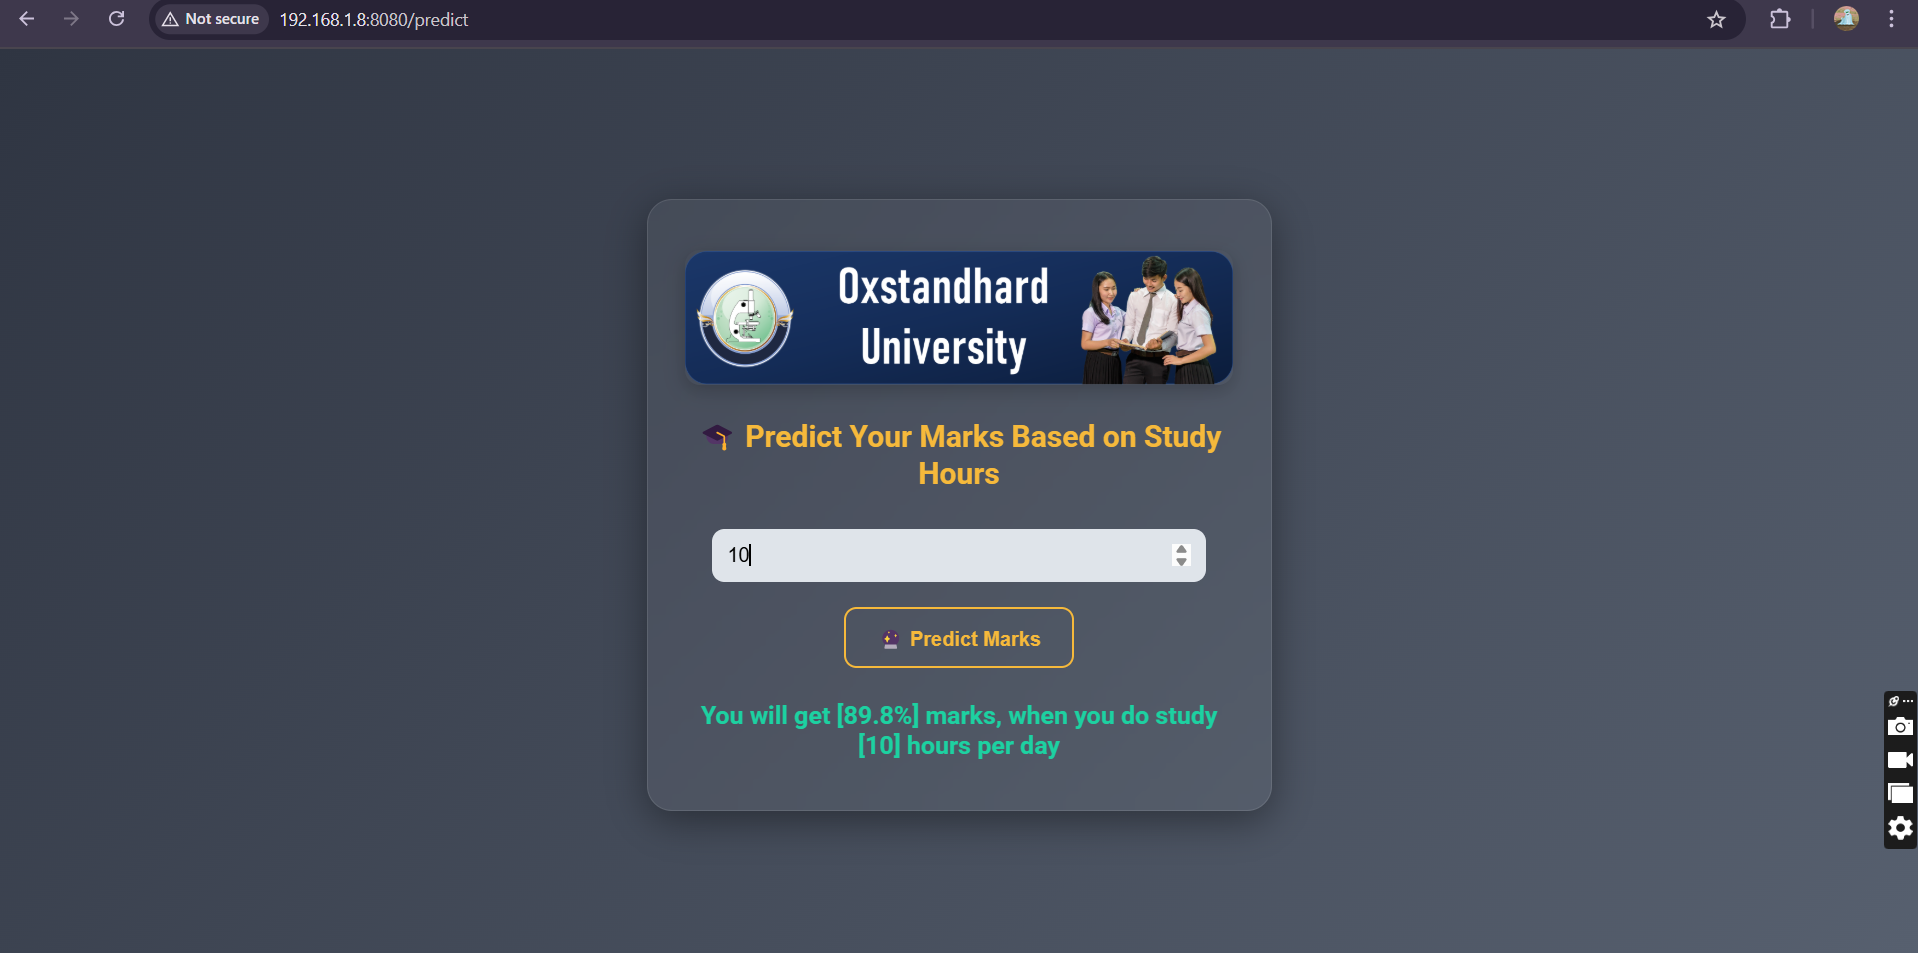 Not secure 192.168.1.8:8080/predict
Oxstandhard
University
Predict Your Marks Based on Study
Hours
10
Predict Marks
You will get [89.8%] marks, when you do study
[10] hours per day